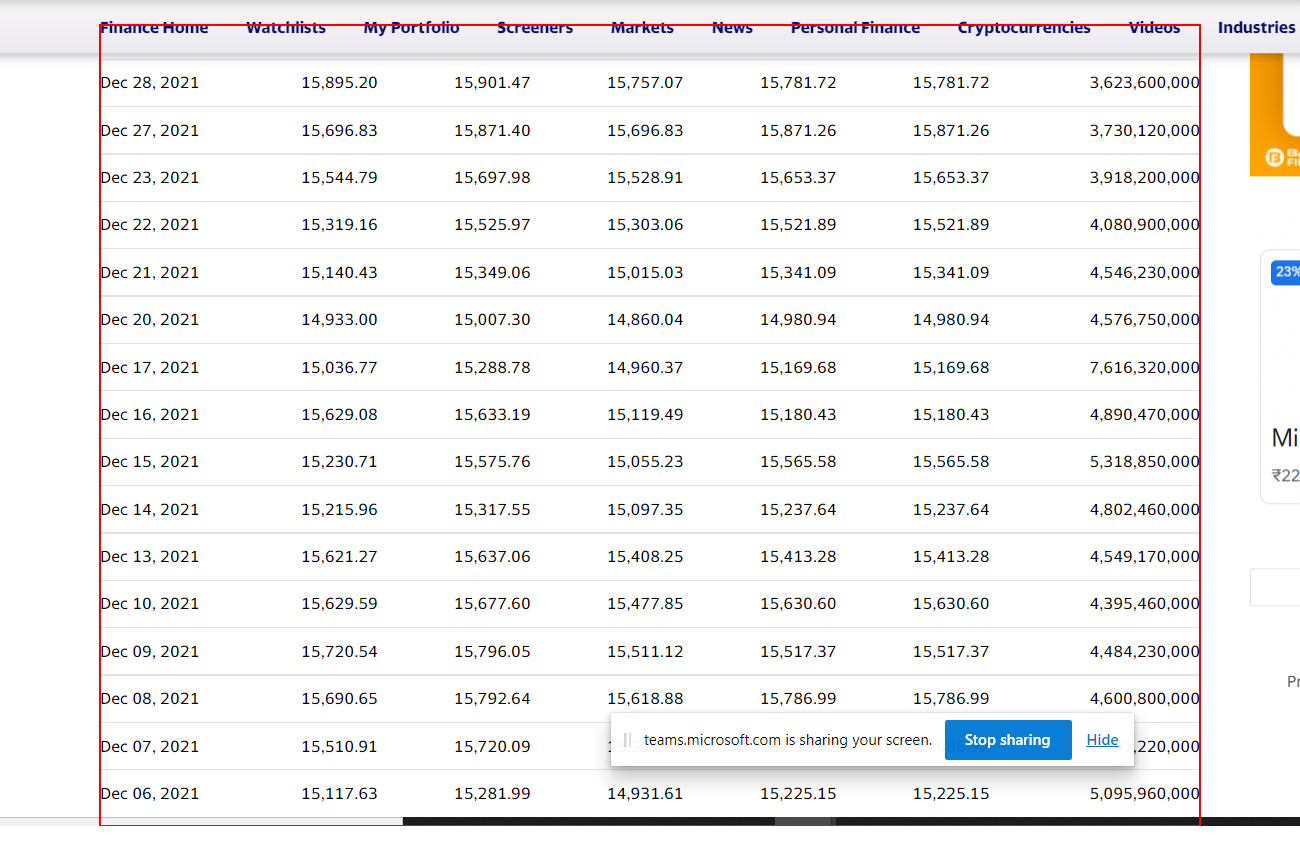 Finance Home Watchlists My Portfolio Screeners Markets News Personal Finance Cryptocurrencies Videos Industries
Dec 28, 2021 15,895.20 15,901.47 15,757.07 15,781.72 15,781.72 3,623,600,000
Dec 27, 2021 15,696.83 15,871.40 15,696.83 15,871.26 15,871.26 3,730,120,000
Dec 23, 2021 15,544.79 15,697.98 15,528.91 15,653.37 15,653.37 3,918,200,000
Dec 22, 2021 15,319.16 15,525.97 15,303.06 15,521.89 15,521.89 4,080,900,000
Dec 21, 2021 15,140.43 15,349.06 15,015.03 15,341.09 15,341.09 4,546,230,000
23%
Dec 20, 2021 14,933.00 15,007.30 14,860.04 14,980.94 14,980.94 4,576,750,000
Dec 17, 2021 15,036.77 15,288.78 14,960.37 15,169.68 15,169.68 7,616,320,000
Dec 16, 2021 15,629.08 15,633.19 15,119.49 15,180.43 15,180.43 4,890,470,000
Mi
Dec 15, 2021 15,230.71 15,575.76 15,055.23 15,565.58 15,565.58 5,318,850,000
₹22
Dec 14, 2021 15,215.96 15,317.55 15,097.35 15,237.64 15,237.64 4,802,460,000
Dec 13, 2021 15,621.27 15,637.06 15,408.25 15,413.28 15,413.28 4,549,170,000
Dec 10, 2021 15,629.59 15,677.60 15,477.85 15,630.60 15,630.60 4,395,460,000
Dec 09, 2021 15,720.54 15,796.05 15,511.12 15,517.37 15,517.37 4,484,230,000
Pr
Dec 08, 2021 15,690.65 15,792.64 15,618.88 15,786.99 15,786.99 4,600,800,000
teams.microsoft.com is sharing your screen. Stop sharing Hide
Dec 07, 2021 15,510.91 15,720.09 ,220,000
Dec 06, 2021 15,117.63 15,281.99 14,931.61 15,225.15 15,225.15 5,095,960,000